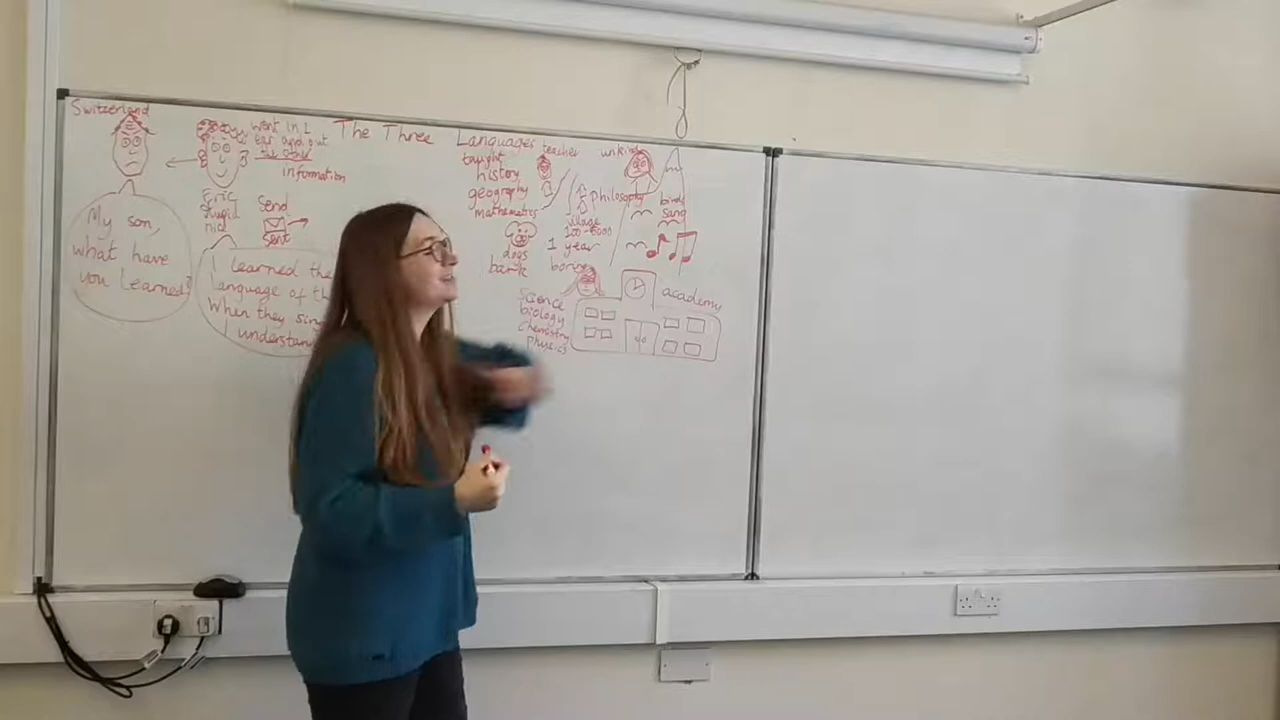 Switzerland
went in 1
ear and out
information
Eric
stupid
nice
Send
Sent
My son,
what have
you Learned?
I learned the
language of th
When they sin
I understan
The Three Languages
taught
history
geography
mathematics
teacher
dogs
bark
village
1 year
philosophy
unkind
birds
sang
science
biology
chemistry
physics
academy